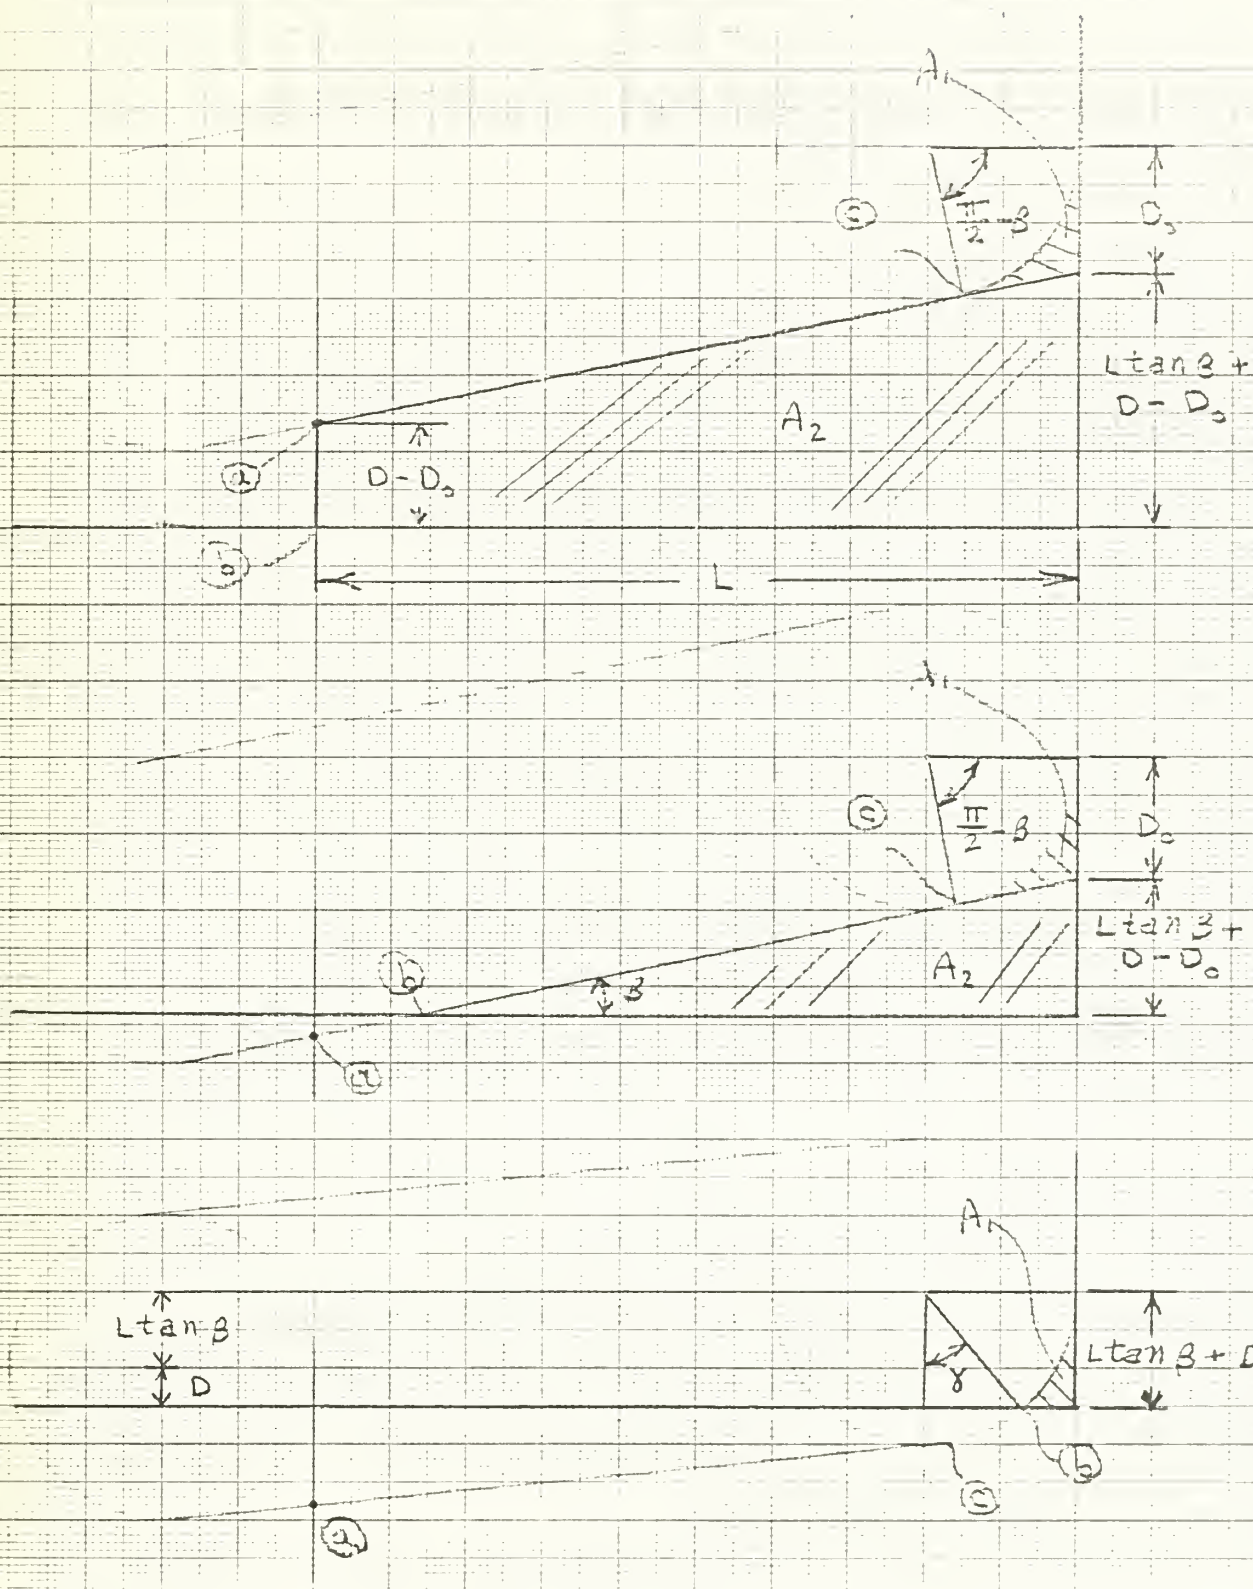 A₁
ⓒ
π/2 - β
D₀
L tan β +
D - D₀
A₂
ⓐ
D - D₀
ⓑ
L
A₁
ⓒ
π/2 - β
D₀
L tan β +
D - D₀
ⓑ
β
A₂
ⓐ
A₁
L tan β
D
γ
L tan β + D
ⓑ
ⓒ
ⓐ